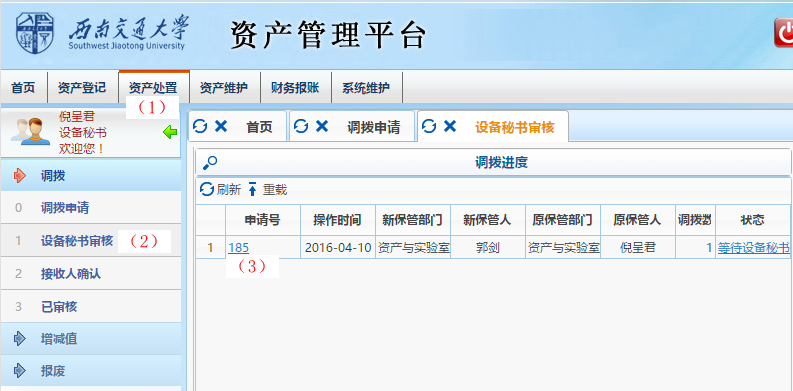 西南交通大学
Southwest Jiaotong University
资产管理平台
首页 资产登记 资产处置 资产维护 财务报账 系统维护
（1）
倪呈君
设备秘书
欢迎您！
首页 调拨申请 设备秘书审核
调拨
0 调拨申请
1 设备秘书审核 （2）
2 接收人确认
3 已审核
增减值
报废
调拨进度
刷新 重载
申请号 操作时间 新保管部门 新保管人 原保管部门 原保管人 调拨数 状态
1 185 2016-04-10 资产与实验室 郭剑 资产与实验室 倪呈君 1 等待设备秘书
（3）